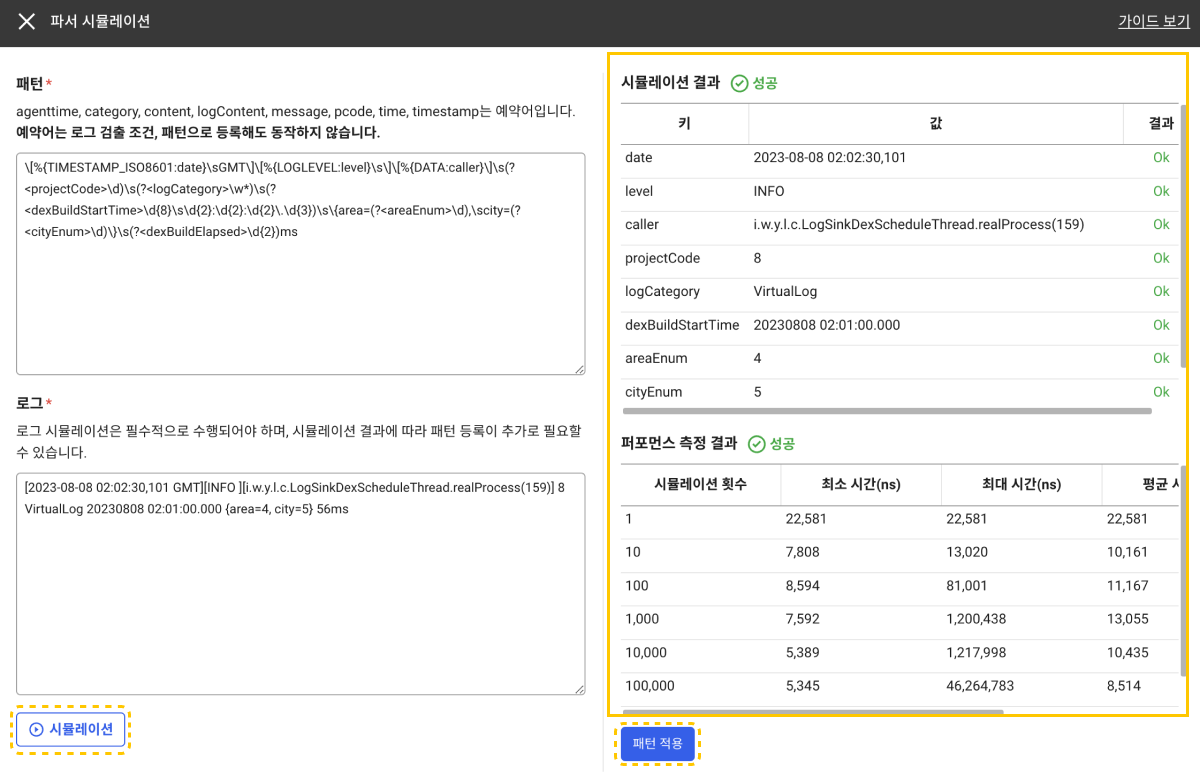 파서 시뮬레이션
가이드 보기
패턴*
agenttime, category, content, logContent, message, pcode, time, timestamp는 예약어입니다.
예약어는 로그 검출 조건, 패턴으로 등록해도 동작하지 않습니다.
\[%{TIMESTAMP_ISO8601:date}\sGMT\]\[%{LOGLEVEL:level}\s\]\[%{DATA:caller}\]\s(?
<projectCode>\d)\s(?<logCategory>\w*)\s(?
<dexBuildStartTime>\d{8}\s\d{2}:\d{2}:\d{2}\.\d{3})\s\{area=(?<areaEnum>\d),\scity=(?
<cityEnum>\d)\}\s(?<dexBuildElapsed>\d{2})ms
로그*
로그 시뮬레이션은 필수적으로 수행되어야 하며, 시뮬레이션 결과에 따라 패턴 등록이 추가로 필요할
수 있습니다.
[2023-08-08 02:02:30,101 GMT][INFO ][i.w.y.l.c.LogSinkDexScheduleThread.realProcess(159)] 8
VirtualLog 20230808 02:01:00.000 {area=4, city=5} 56ms
시뮬레이션
시뮬레이션 결과 성공
키 값 결과
date 2023-08-08 02:02:30,101 Ok
level INFO Ok
caller i.w.y.l.c.LogSinkDexScheduleThread.realProcess(159) Ok
projectCode 8 Ok
logCategory VirtualLog Ok
dexBuildStartTime 20230808 02:01:00.000 Ok
areaEnum 4 Ok
cityEnum 5 Ok
퍼포먼스 측정 결과 성공
시뮬레이션 횟수 최소 시간(ns) 최대 시간(ns) 평균
1 22,581 22,581 22,581
10 7,808 13,020 10,161
100 8,594 81,001 11,167
1,000 7,592 1,200,438 13,055
10,000 5,389 1,217,998 10,435
100,000 5,345 46,264,783 8,514
패턴 적용